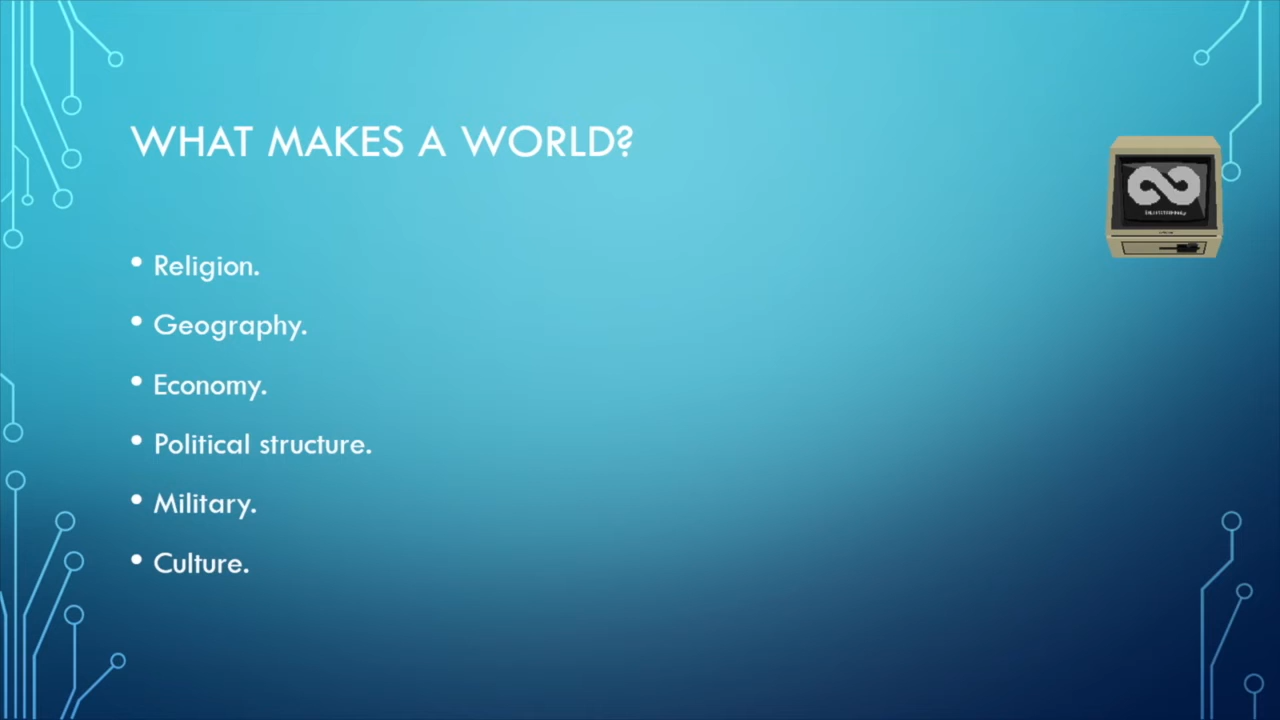 WHAT MAKES A WORLD?
• Religion.
• Geography.
• Economy.
• Political structure.
• Military.
• Culture.